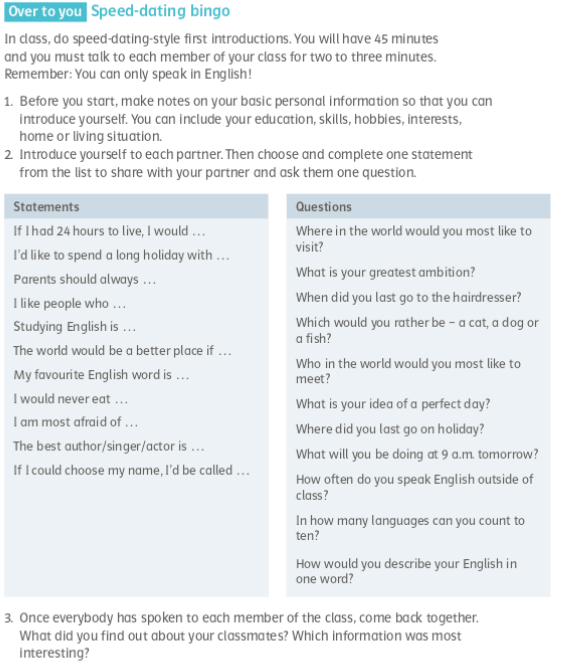 Over to you Speed-dating bingo
In class, do speed-dating-style first introductions. You will have 45 minutes
and you must talk to each member of your class for two to three minutes.
Remember: You can only speak in English!
1. Before you start, make notes on your basic personal information so that you can
introduce yourself. You can include your education, skills, hobbies, interests,
home or living situation.
2. Introduce yourself to each partner. Then choose and complete one statement
from the list to share with your partner and ask them one question.
Statements
If I had 24 hours to live, I would ...
I'd like to spend a long holiday with ...
Parents should always ...
I like people who ...
Studying English is ...
The world would be a better place if ...
My favourite English word is ...
I would never eat ...
I am most afraid of ...
The best author/singer/actor is ...
If I could choose my name, I'd be called ...
Questions
Where in the world would you most like to
visit?
What is your greatest ambition?
When did you last go to the hairdresser?
Which would you rather be – a cat, a dog or
a fish?
Who in the world would you most like to
meet?
What is your idea of a perfect day?
Where did you last go on holiday?
What will you be doing at 9 a.m. tomorrow?
How often do you speak English outside of
class?
In how many languages can you count to
ten?
How would you describe your English in
one word?
3. Once everybody has spoken to each member of the class, come back together.
What did you find out about your classmates? Which information was most
interesting?